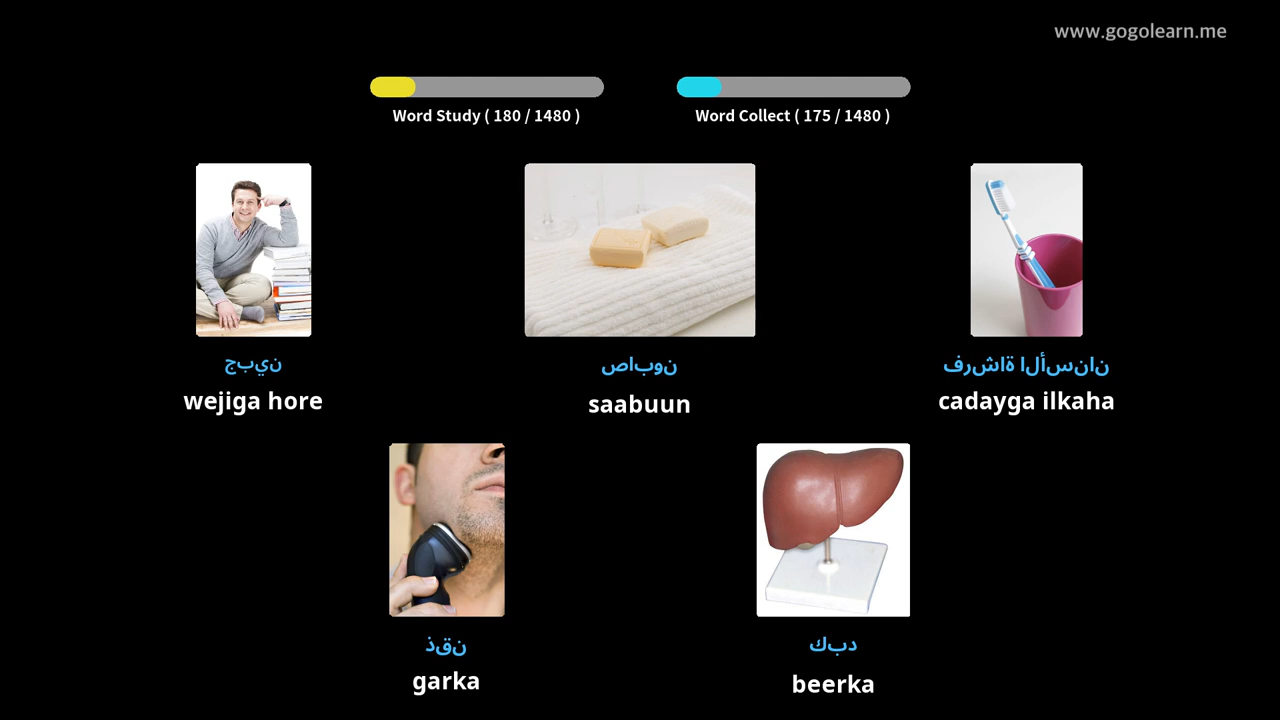 www.gogolearn.me
Word Study ( 180 / 1480 )
Word Collect ( 175 / 1480 )
جبين
wejiga hore
صابون
saabuun
فرشاة الأسنان
cadayga ilkaha
ذقن
garka
كبد
beerka